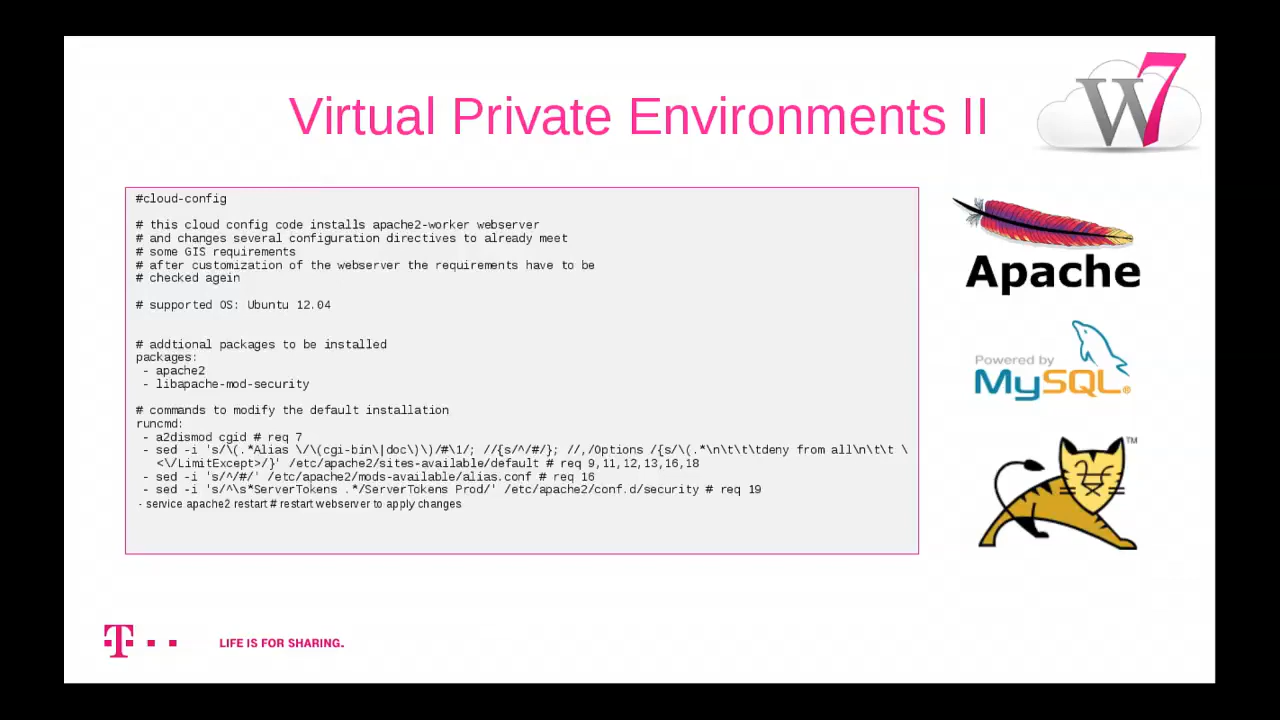 W7
Virtual Private Environments II
#cloud-config
# this cloud config code installs apache2-worker webserver
# and changes several configuration directives to already meet
# some GIS requirements
# after customization of the webserver the requirements have to be
# checked agein
# supported OS: Ubuntu 12.04
# addtional packages to be installed
packages:
- apache2
- libapache-mod-security
# commands to modify the default installation
runcmd:
- a2dismod cgid # req 7
- sed -i 's/\(.*Alias \/\(cgi-bin\|doc\)\)/#\1/; //{s/^/#/}; //,/Options /{s/\(.*\n\t\t\tdeny from all\n\t\t \
<\/LimitExcept>/}' /etc/apache2/sites-available/default # req 9,11,12,13,16,18
- sed -i 's/^/#/' /etc/apache2/mods-available/alias.conf # req 16
- sed -i 's/^\s*ServerTokens .*/ServerTokens Prod/' /etc/apache2/conf.d/security # req 19
- service apache2 restart # restart webserver to apply changes
Apache
Powered by
MySQL®
TM
T
LIFE IS FOR SHARING.